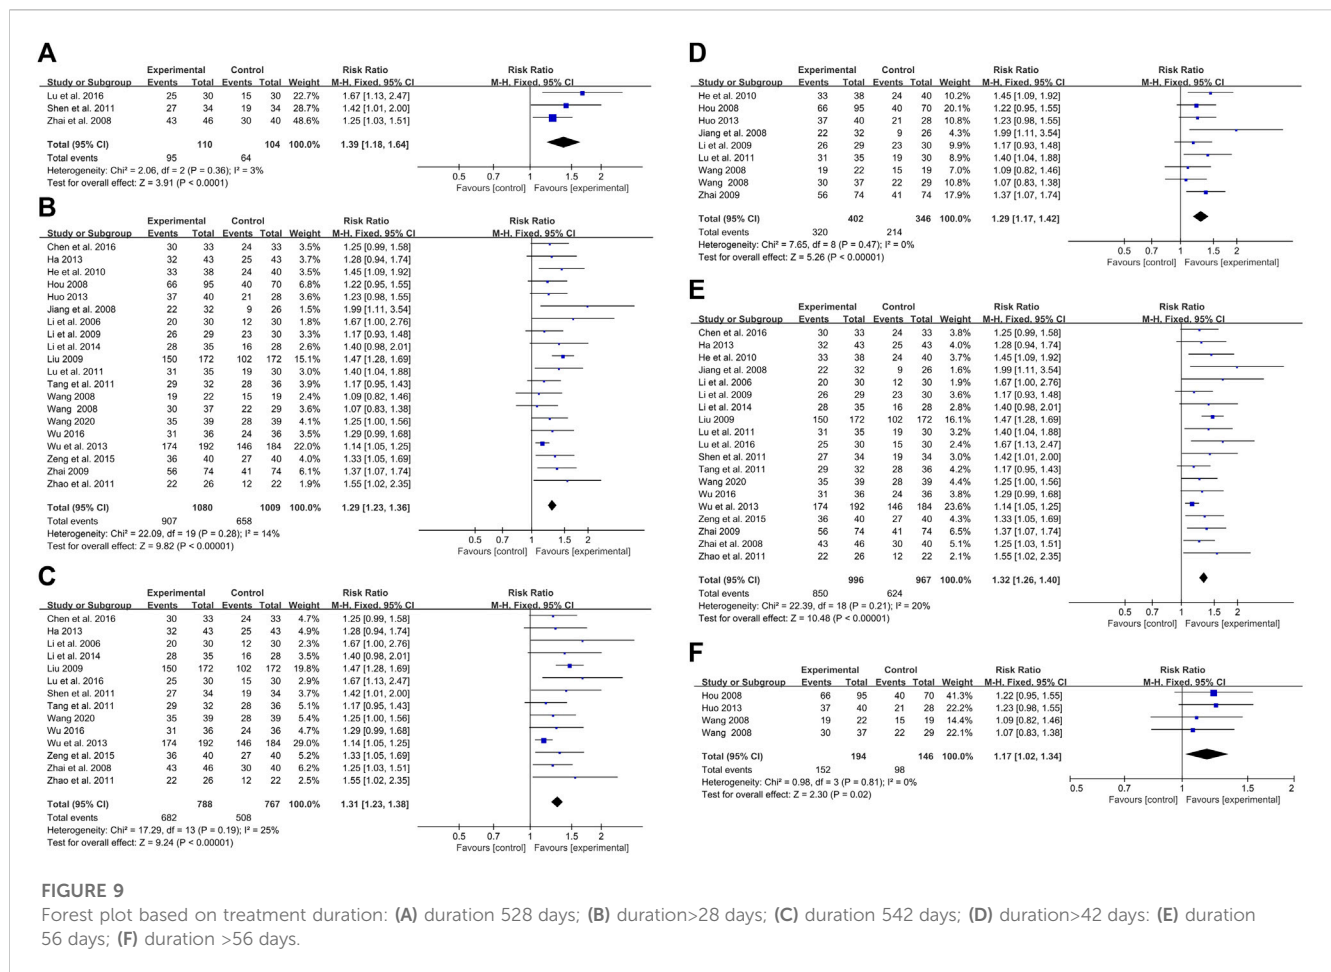 A
Experimental Control Risk Ratio Risk Ratio
Study or Subgroup Events Total Events Total Weight M-H. Fixed, 95% CI M-H. Fixed, 95% CI
Lu et al. 2016 25 30 15 30 22.7% 1.67 [1.13, 2.47]
Shen et al. 2011 27 34 19 34 28.7% 1.42 [1.01, 2.00]
Zhai et al. 2008 43 46 30 40 48.6% 1.25 [1.03, 1.51]
Total (95% CI) 110 104 100.0% 1.39 [1.18, 1.64]
Total events 95 64
Heterogeneity: Chi² = 2.06, df = 2 (P = 0.36); I² = 3%
Test for overall effect: Z = 3.91 (P < 0.0001)
0.5 0.7 1 1.5 2
Favours [control] Favours [experimental]
B
Experimental Control Risk Ratio Risk Ratio
Study or Subgroup Events Total Events Total Weight M-H. Fixed, 95% CI M-H. Fixed, 95% CI
Chen et al. 2016 30 33 24 33 3.5% 1.25 [0.99, 1.58]
Ha 2013 32 43 25 43 3.7% 1.28 [0.94, 1.74]
He et al. 2010 33 38 24 40 3.4% 1.45 [1.09, 1.92]
Hou 2008 66 95 40 70 6.8% 1.22 [0.95, 1.55]
Huo 2013 37 40 21 28 3.6% 1.23 [0.98, 1.55]
Jiang et al. 2008 22 32 9 26 1.5% 1.99 [1.11, 3.54]
Li et al. 2006 20 30 12 30 1.8% 1.67 [1.00, 2.76]
Li et al. 2009 26 29 23 30 3.3% 1.17 [0.93, 1.48]
Li et al. 2014 28 35 16 28 2.6% 1.40 [0.98, 2.01]
Liu 2009 150 172 102 172 15.1% 1.47 [1.28, 1.69]
Lu et al. 2011 31 35 19 30 3.0% 1.40 [1.04, 1.88]
Tang et al. 2011 29 32 28 36 3.9% 1.17 [0.95, 1.43]
Wang 2008 19 22 15 19 2.4% 1.09 [0.82, 1.46]
Wang 2008 30 37 22 29 3.6% 1.07 [0.83, 1.38]
Wang 2020 35 39 28 39 4.1% 1.25 [1.00, 1.56]
Wu 2016 31 36 24 36 3.5% 1.29 [0.99, 1.68]
Wu et al. 2013 174 192 146 184 22.0% 1.14 [1.05, 1.25]
Zeng et al. 2015 36 40 27 40 4.0% 1.33 [1.05, 1.69]
Zhai 2009 56 74 41 74 6.1% 1.37 [1.07, 1.74]
Zhao et al. 2011 22 26 12 22 1.9% 1.55 [1.02, 2.35]
Total (95% CI) 1080 1009 100.0% 1.29 [1.23, 1.36]
Total events 907 658
Heterogeneity: Chi² = 22.09, df = 19 (P = 0.28); I² = 14%
Test for overall effect: Z = 9.82 (P < 0.00001)
0.5 0.7 1 1.5 2
Favours [control] Favours [experimental]
C
Experimental Control Risk Ratio Risk Ratio
Study or Subgroup Events Total Events Total Weight M-H. Fixed, 95% CI M-H. Fixed, 95% CI
Chen et al. 2016 30 33 24 33 4.7% 1.25 [0.99, 1.58]
Ha 2013 32 43 25 43 4.9% 1.28 [0.94, 1.74]
Li et al. 2006 20 30 12 30 2.3% 1.67 [1.00, 2.76]
Li et al. 2014 28 35 16 28 3.4% 1.40 [0.98, 2.01]
Liu 2009 150 172 102 172 19.8% 1.47 [1.28, 1.69]
Lu et al. 2016 25 30 15 30 2.9% 1.67 [1.13, 2.47]
Shen et al. 2011 27 34 19 34 3.7% 1.42 [1.01, 2.00]
Tang et al. 2011 29 32 28 36 5.1% 1.17 [0.95, 1.43]
Wang 2020 35 39 28 39 5.4% 1.25 [1.00, 1.56]
Wu 2016 31 36 24 36 4.7% 1.29 [0.99, 1.68]
Wu et al. 2013 174 192 146 184 29.0% 1.14 [1.05, 1.25]
Zeng et al. 2015 36 40 27 40 5.2% 1.33 [1.05, 1.69]
Zhai et al. 2008 43 46 30 40 6.2% 1.25 [1.03, 1.51]
Zhao et al. 2011 22 26 12 22 2.5% 1.55 [1.02, 2.35]
Total (95% CI) 788 767 100.0% 1.31 [1.23, 1.38]
Total events 682 508
Heterogeneity: Chi² = 17.29, df = 13 (P = 0.19); I² = 25%
Test for overall effect: Z = 9.24 (P < 0.00001)
0.5 0.7 1 1.5 2
Favours [control] Favours [experimental]
D
Experimental Control Risk Ratio Risk Ratio
Study or Subgroup Events Total Events Total Weight M-H. Fixed, 95% CI M-H. Fixed, 95% CI
He et al. 2010 33 38 24 40 10.2% 1.45 [1.09, 1.92]
Hou 2008 66 95 40 70 20.1% 1.22 [0.95, 1.55]
Huo 2013 37 40 21 28 10.8% 1.23 [0.98, 1.55]
Jiang et al. 2008 22 32 9 26 4.3% 1.99 [1.11, 3.54]
Li et al. 2009 26 29 23 30 9.9% 1.17 [0.93, 1.48]
Lu et al. 2011 31 35 19 30 8.9% 1.40 [1.04, 1.88]
Wang 2008 19 22 15 19 7.0% 1.09 [0.82, 1.46]
Wang 2008 30 37 22 29 10.8% 1.07 [0.83, 1.38]
Zhai 2009 56 74 41 74 17.9% 1.37 [1.07, 1.74]
Total (95% CI) 402 346 100.0% 1.29 [1.17, 1.42]
Total events 320 214
Heterogeneity: Chi² = 7.65, df = 8 (P = 0.47); I² = 0%
Test for overall effect: Z = 5.26 (P < 0.00001)
0.5 0.7 1 1.5 2
Favours [control] Favours [experimental]
E
Experimental Control Risk Ratio Risk Ratio
Study or Subgroup Events Total Events Total Weight M-H. Fixed, 95% CI M-H. Fixed, 95% CI
Chen et al. 2016 30 33 24 33 3.8% 1.25 [0.99, 1.58]
Ha 2013 32 43 25 43 4.0% 1.28 [0.94, 1.74]
He et al. 2010 33 38 24 40 3.7% 1.45 [1.09, 1.92]
Jiang et al. 2008 22 32 9 26 1.6% 1.99 [1.11, 3.54]
Li et al. 2006 20 30 12 30 1.9% 1.67 [1.00, 2.76]
Li et al. 2009 26 29 23 30 3.6% 1.17 [0.93, 1.48]
Li et al. 2014 28 35 16 28 2.8% 1.40 [0.98, 2.01]
Liu 2009 150 172 102 172 16.1% 1.47 [1.28, 1.69]
Lu et al. 2011 31 35 19 30 3.2% 1.40 [1.04, 1.88]
Lu et al. 2016 25 30 15 30 2.4% 1.67 [1.13, 2.47]
Shen et al. 2011 27 34 19 34 3.0% 1.42 [1.01, 2.00]
Tang et al. 2011 29 32 28 36 4.2% 1.17 [0.95, 1.43]
Wang 2020 35 39 28 39 4.4% 1.25 [1.00, 1.56]
Wu 2016 31 36 24 36 3.8% 1.29 [0.99, 1.68]
Wu et al. 2013 174 192 146 184 23.6% 1.14 [1.05, 1.25]
Zeng et al. 2015 36 40 27 40 4.3% 1.33 [1.05, 1.69]
Zhai 2009 56 74 41 74 6.5% 1.37 [1.07, 1.74]
Zhai et al. 2008 43 46 30 40 5.1% 1.25 [1.03, 1.51]
Zhao et al. 2011 22 26 12 22 2.1% 1.55 [1.02, 2.35]
Total (95% CI) 996 967 100.0% 1.32 [1.26, 1.40]
Total events 850 624
Heterogeneity: Chi² = 22.39, df = 18 (P = 0.21); I² = 20%
Test for overall effect: Z = 10.48 (P < 0.00001)
0.5 0.7 1 1.5 2
Favours [control] Favours [experimental]
F
Experimental Control Risk Ratio Risk Ratio
Study or Subgroup Events Total Events Total Weight M-H. Fixed, 95% CI M-H. Fixed, 95% CI
Hou 2008 66 95 40 70 41.3% 1.22 [0.95, 1.55]
Huo 2013 37 40 21 28 22.2% 1.23 [0.98, 1.55]
Wang 2008 19 22 15 19 14.4% 1.09 [0.82, 1.46]
Wang 2008 30 37 22 29 22.1% 1.07 [0.83, 1.38]
Total (95% CI) 194 146 100.0% 1.17 [1.02, 1.34]
Total events 152 98
Heterogeneity: Chi² = 0.98, df = 3 (P = 0.81); I² = 0%
Test for overall effect: Z = 2.30 (P = 0.02)
0.5 0.7 1 1.5 2
Favours [control] Favours [experimental]
FIGURE 9
Forest plot based on treatment duration: (A) duration 528 days; (B) duration>28 days; (C) duration 542 days; (D) duration>42 days: (E) duration
56 days; (F) duration >56 days.